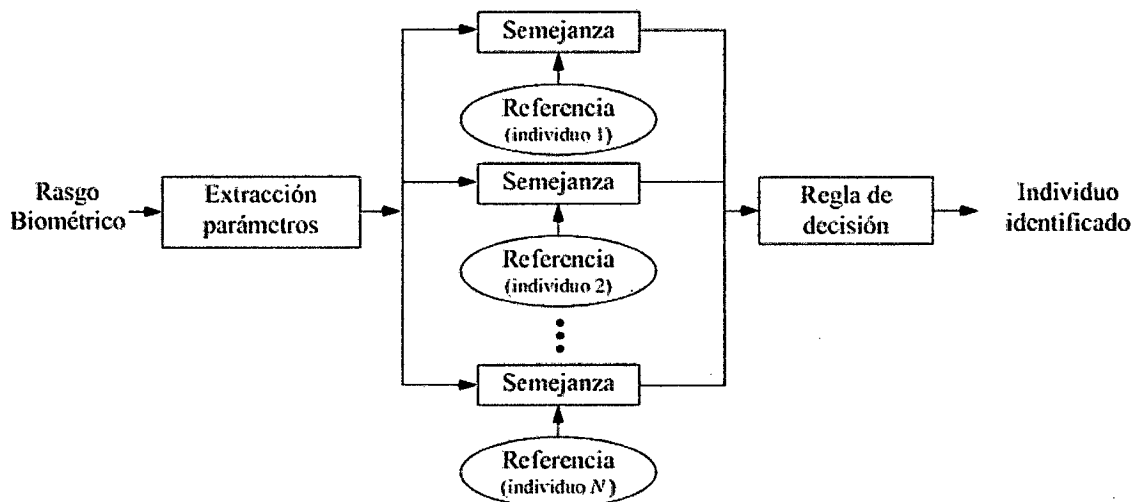 Semejanza
Referencia
(individuo 1)
Rasgo
Biométrico
Extracción
parámetros
Semejanza
Referencia
(individuo 2)
Regla de
decisión
Individuo
identificado
Semejanza
Referencia
(individuo N)